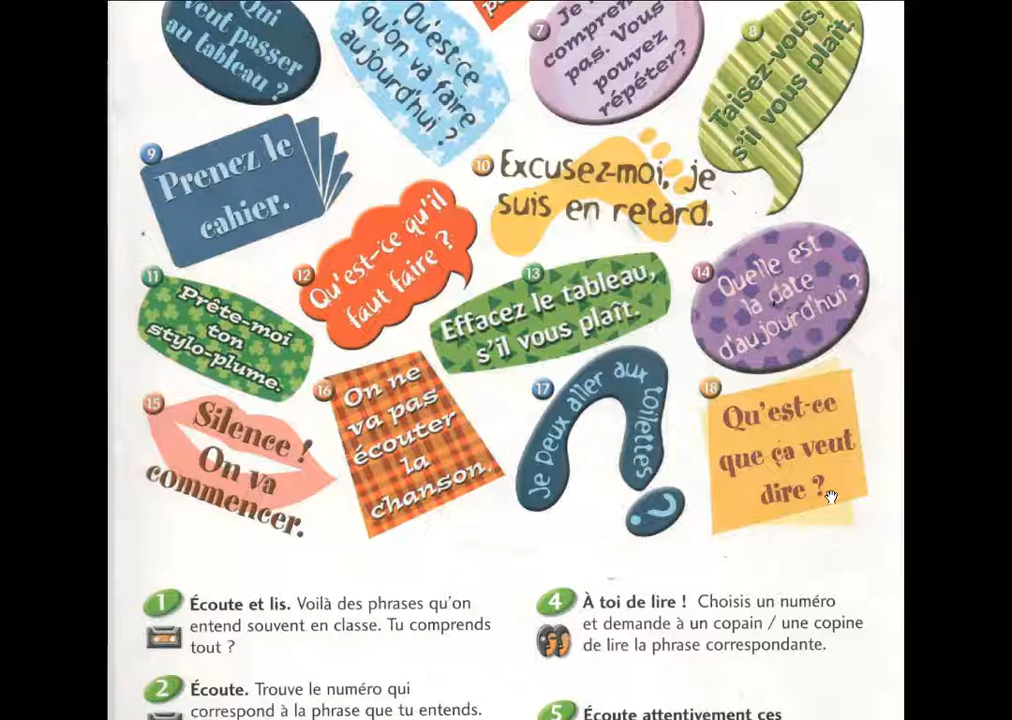 Qui
veut passer
au tableau ?
Qu'est-ce
qu'on va faire
aujourd'hui ?
7
Je
comprends
pas. Vous
pouvez
répéter?
8
Taisez-vous,
s'il vous plaît.
9
Prenez le
cahier.
10
Excusez-moi, je
suis en retard.
11
Prête-moi
ton
stylo-plume.
12
Qu'est-ce qu'il
faut faire ?
13
Effacez le tableau,
s'il vous plaît.
14
Quelle est
la date
d'aujourd'hui ?
15
Silence !
On va
commencer.
16
On ne
va pas
écouter
la
chanson.
17
Je peux aller aux toilettes
?
18
Qu'est-ce
que ça veut
dire ?
1 Écoute et lis. Voilà des phrases qu'on
entend souvent en classe. Tu comprends
tout ?
2 Écoute. Trouve le numéro qui
correspond à la phrase que tu entends.
4 À toi de lire ! Choisis un numéro
et demande à un copain / une copine
de lire la phrase correspondante.
5 Écoute attentivement ces